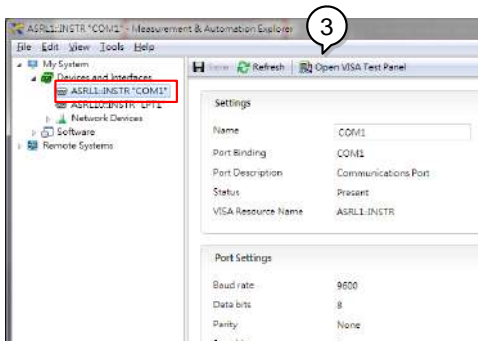 ASRL1::INSTR "COM1" - Measurement & Automation Explorer
3
File Edit View Tools Help
My System
Devices and Interfaces
ASRL1::INSTR "COM1"
ASRL10::INSTR "LPT1"
Network Devices
Software
Remote Systems
Save Refresh Open VISA Test Panel
Settings
Name COM1
Port Binding COM1
Port Description Communications Port
Status Present
VISA Resource Name ASRL1::INSTR
Port Settings
Baud rate 9600
Data bits 8
Parity None